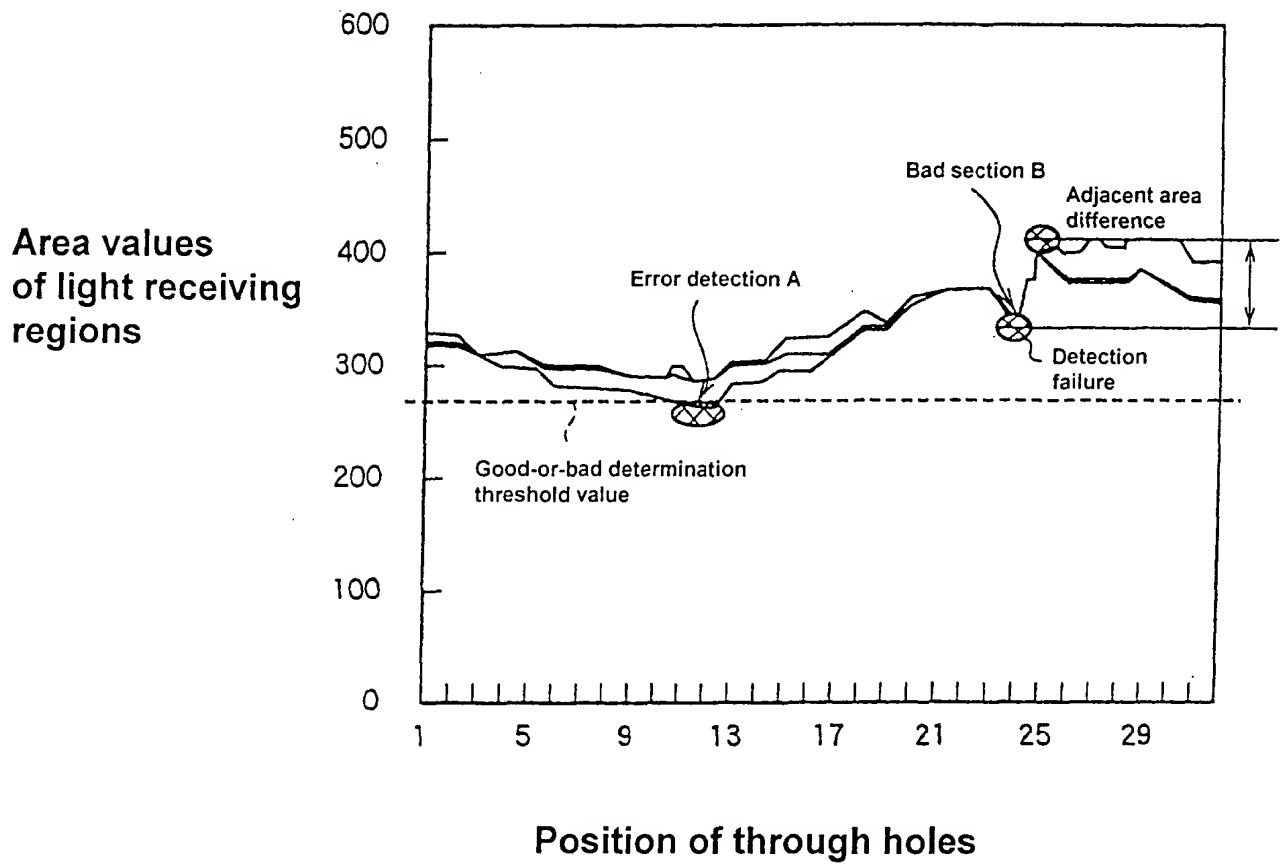 600
500
400
300
200
100
0
Area values
of light receiving
regions
Bad section B
Adjacent area
difference
Error detection A
Detection
failure
Good-or-bad determination
threshold value
1 5 9 13 17 21 25 29
Position of through holes